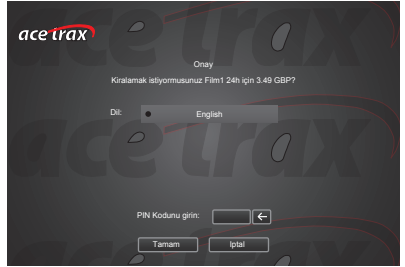 acetrax
Onay
Kiralamak istiyormusunuz Film1 24h için 3.49 GBP?
Dil:
English
PIN Kodunu girin:
Tamam
Iptal